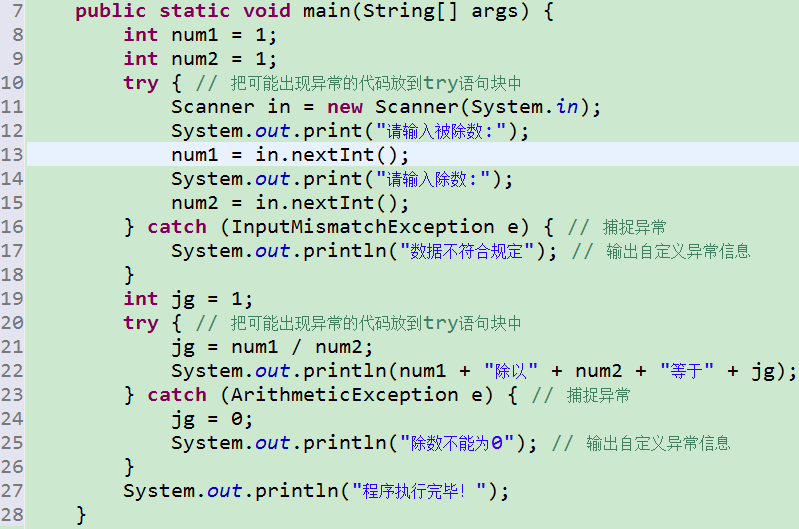 7 public static void main(String[] args) {
8 int num1 = 1;
9 int num2 = 1;
10 try { // 把可能出现异常的代码放到try语句块中
11 Scanner in = new Scanner(System.in);
12 System.out.print("请输入被除数:");
13 num1 = in.nextInt();
14 System.out.print("请输入除数:");
15 num2 = in.nextInt();
16 } catch (InputMismatchException e) { // 捕捉异常
17 System.out.println("数据不符合规定"); // 输出自定义异常信息
18 }
19 int jg = 1;
20 try { // 把可能出现异常的代码放到try语句块中
21 jg = num1 / num2;
22 System.out.println(num1 + "除以" + num2 + "等于" + jg);
23 } catch (ArithmeticException e) { // 捕捉异常
24 jg = 0;
25 System.out.println("除数不能为0"); // 输出自定义异常信息
26 }
27 System.out.println("程序执行完毕！");
28 }